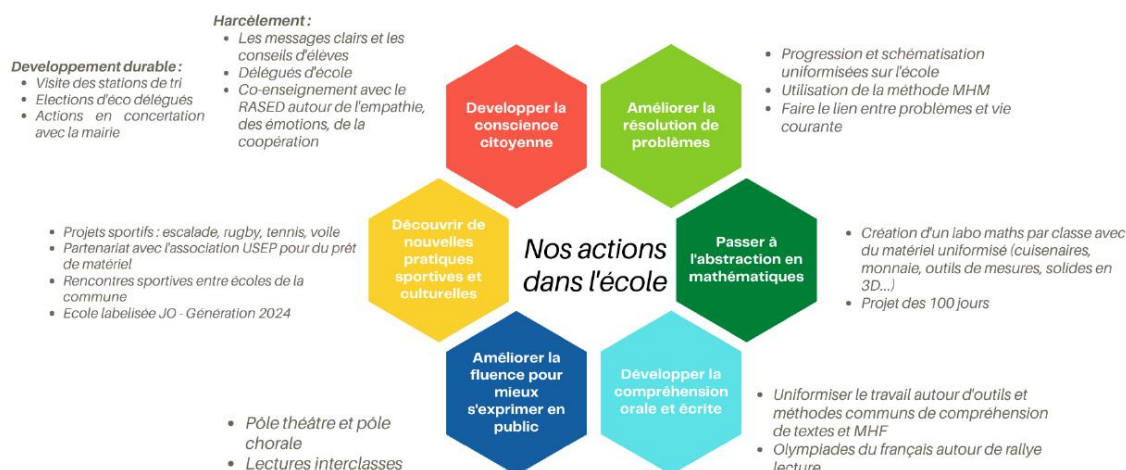 Harcèlement :
• Les messages clairs et les
conseils d'élèves
• Délégués d'école
• Co-enseignement avec le
RASED autour de l'empathie,
des émotions, de la
coopération
Developpement durable :
• Visite des stations de tri
• Elections d'éco délégués
• Actions en concertation
avec la mairie
Developper la
conscience
citoyenne
Améliorer la
résolution de
problèmes
• Progression et schématisation
uniformisées sur l'école
• Utilisation de la méthode MHM
• Faire le lien entre problèmes et vie
courante
• Projets sportifs : escalade, rugby, tennis, voile
• Partenariat avec l'association USEP pour du prêt
de matériel
• Rencontres sportives entre écoles de la
commune
• Ecole labelisée JO - Génération 2024
Découvrir de
nouvelles
pratiques
sportives et
culturelles
Nos actions
dans l'école
Passer à
l'abstraction en
mathématiques
• Création d'un labo maths par classe avec
du matériel uniformisé (cuisenaires,
monnaie, outils de mesures, solides en
3D...)
• Projet des 100 jours
Améliorer la
fluence pour
mieux
s'exprimer en
public
Développer la
compréhension
orale et écrite
• Pôle théâtre et pôle
chorale
• Lectures interclasses
• Uniformiser le travail autour d'outils et
méthodes communs de compréhension
de textes et MHF
• Olympiades du français autour de rallye
lecture